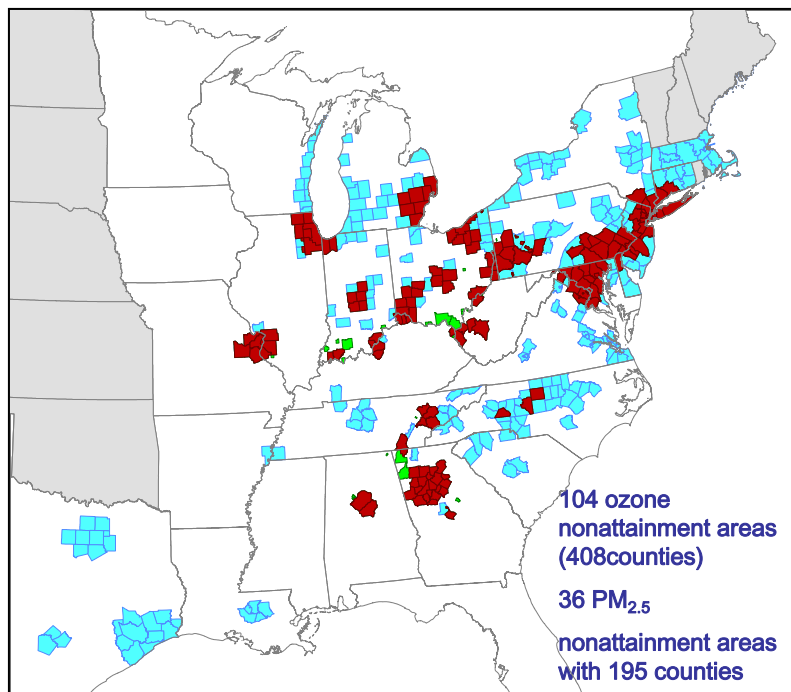 104 ozone
nonattainment areas
(408counties)
36 PM₂.₅
nonattainment areas
with 195 counties